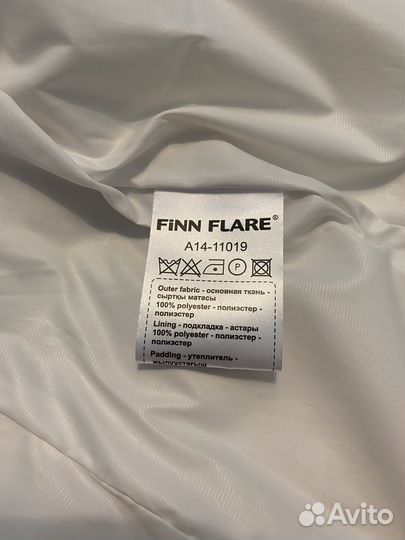 FiNN FLARE®
A14-11019
P
Outer fabric - основная ткань -
сыртқы матасы
100% polyester - полиэстер -
полиэстер
Lining - подкладка - астары
100% polyester - полиэстер -
полиэстер
Padding - утеплитель -
жылуустағыш
Avito